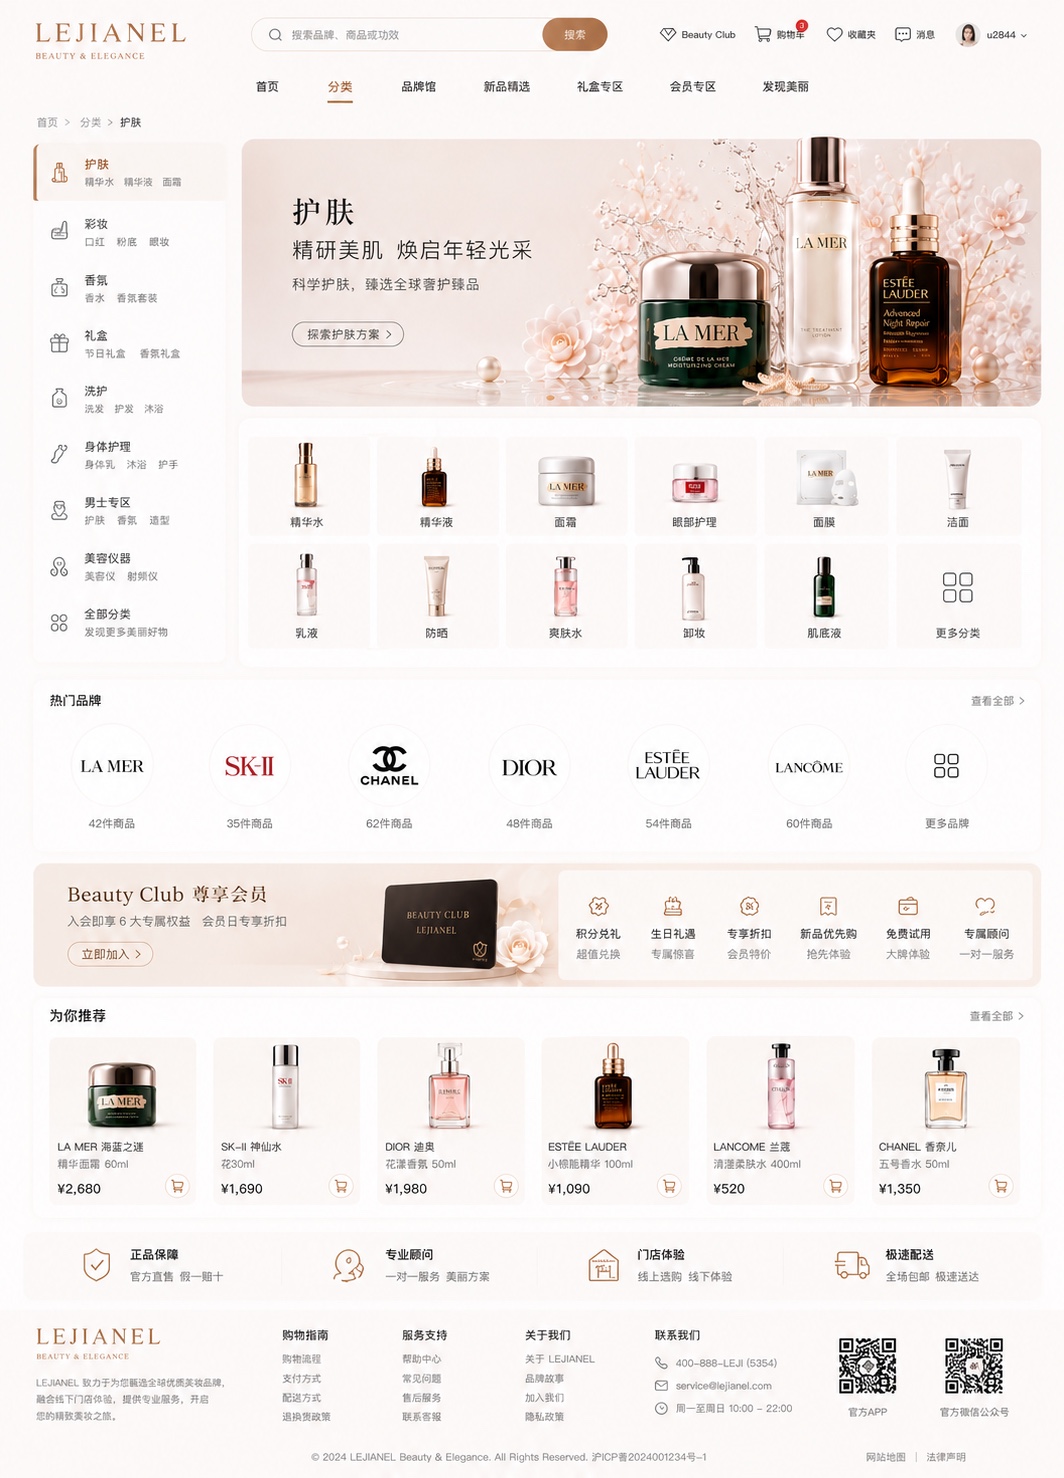 LEJIANEL
BEAUTY & ELEGANCE
搜索品牌、商品或功效
搜索
Beauty Club
购物车
3
收藏夹
消息
u2844
首页
分类
品牌馆
新品精选
礼盒专区
会员专区
发现美丽
首页 > 分类 > 护肤
护肤
精华水 精华液 面霜
彩妆
口红 粉底 眼妆
香氛
香水 香氛套装
礼盒
节日礼盒 香氛礼盒
洗护
洗发 护发 沐浴
身体护理
身体乳 沐浴 护手
男士专区
护肤 香氛 造型
美容仪器
美容仪 射频仪
全部分类
发现更多美丽好物
护肤
精研美肌 焕启年轻光采
科学护肤，臻选全球奢护臻品
探索护肤方案 >
LA MER
CRÈME DE LA MER
MOISTURIZING CREAM
LA MER
THE TREATMENT
LOTION
ESTĒE
LAUDER
Advanced
Night Repair
精华水
精华液
LA MER
面霜
眼部护理
LA MER
面膜
洁面
乳液
防晒
爽肤水
卸妆
肌底液
更多分类
热门品牌
查看全部 >
LA MER
42件商品
SK-II
35件商品
CHANEL
62件商品
DIOR
48件商品
ESTĒE
LAUDER
54件商品
LANCÔME
60件商品
更多品牌
Beauty Club 尊享会员
入会即享 6 大专属权益 会员日专享折扣
立即加入 >
BEAUTY CLUB
LEJIANEL
积分兑礼
超值兑换
生日礼遇
专属惊喜
专享折扣
会员特价
新品优先购
抢先体验
免费试用
大牌体验
专属顾问
一对一服务
为你推荐
查看全部 >
LA MER
LA MER 海蓝之谜
精华面霜 60ml
¥2,680
SK-II
SK-II 神仙水
花30ml
¥1,690
DIOR 迪奥
花漾香氛 50ml
¥1,980
ESTĒE LAUDER
100ml
¥1,090
LANCOME 兰蔻
柔肤水 400ml
¥520
CHANEL 香奈儿
五号香水 50ml
¥1,350
正品保障
官方直售 假一赔十
专业顾问
一对一服务 美丽方案
门店体验
线上选购 线下体验
极速配送
全场包邮 极速送达
LEJIANEL
BEAUTY & ELEGANCE
LEJIANEL 致力于为您甄选全球优质美妆品牌，
融合线下门店体验，提供专业服务，开启
您的精致美妆之旅。
购物指南
购物流程
支付方式
配送方式
退换货政策
服务支持
帮助中心
常见问题
售后服务
联系客服
关于我们
关于 LEJIANEL
品牌故事
加入我们
隐私政策
联系我们
400-888-LEJI (5354)
service@lejianel.com
周一至周日 10:00 - 22:00
官方APP
官方微信公众号
© 2024 LEJIANEL Beauty & Elegance. All Rights Reserved. 沪ICP2024001234号-1
网站地图 | 法律声明